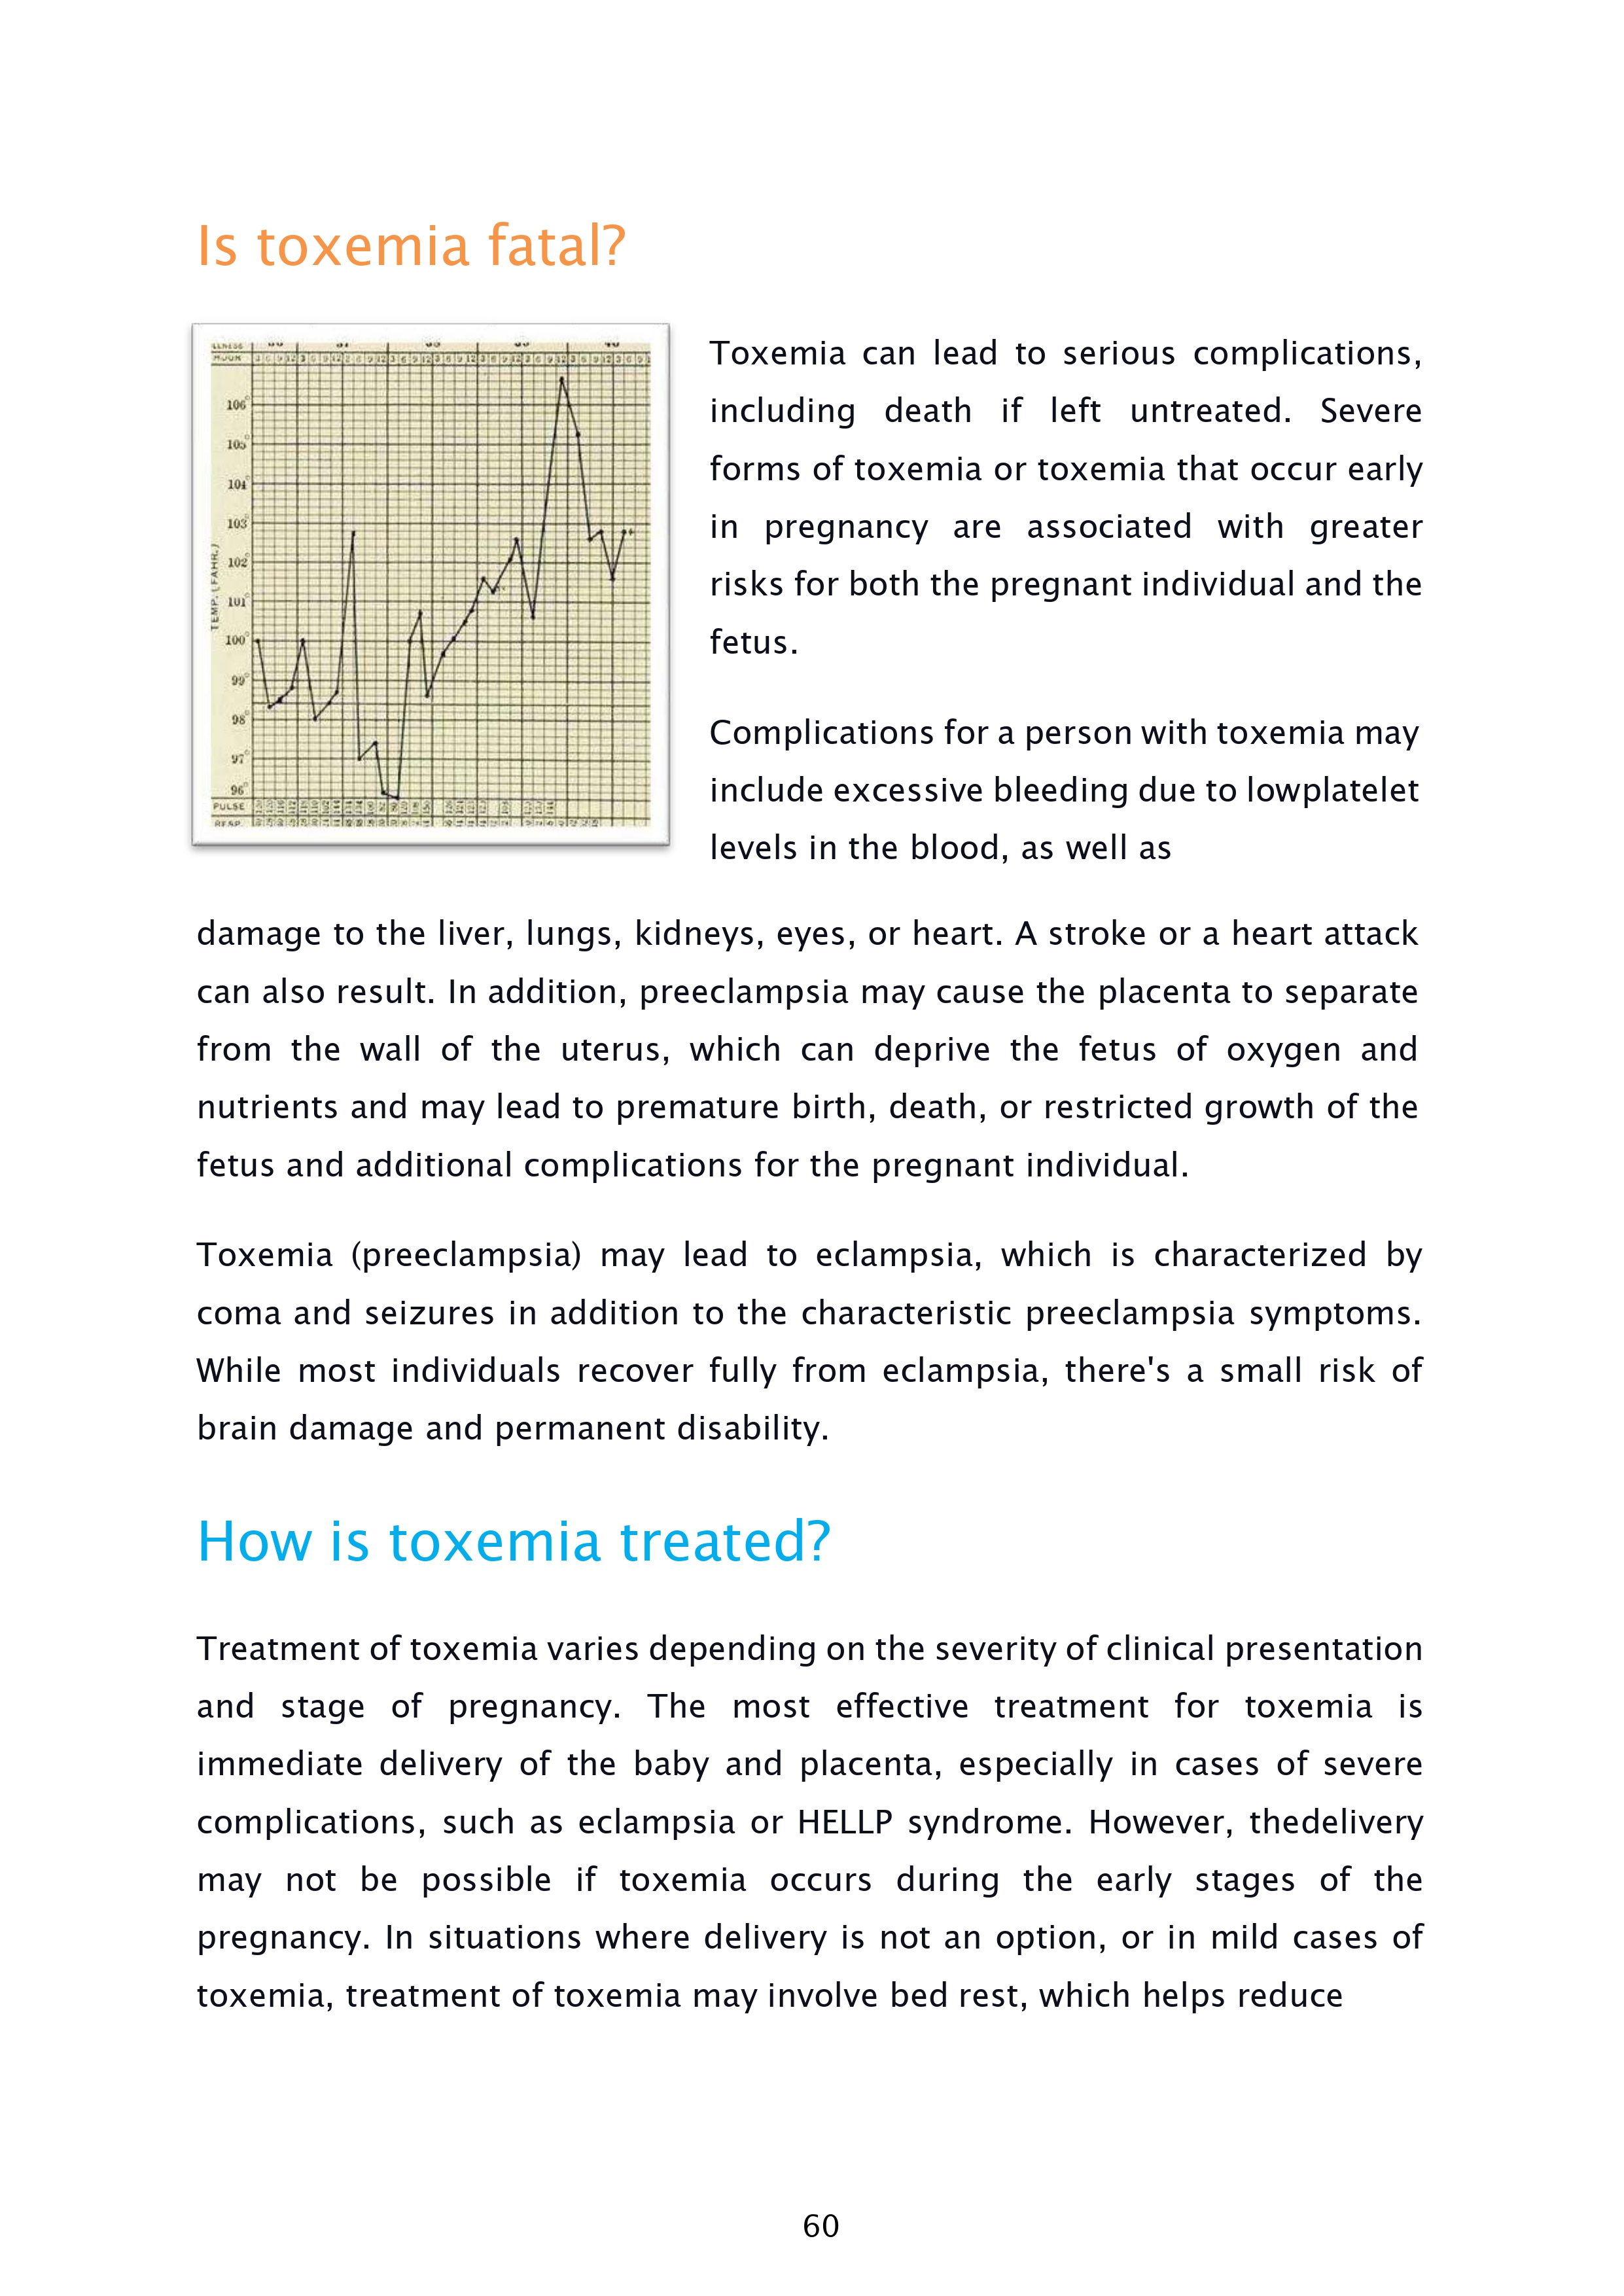 Is toxemia fatal?
HOUR
106°
105°
104°
103°
102°
101°
100°
99°
98°
97°
96°
TEMP. (FAHR.)
PULSE
RESP.
Toxemia can lead to serious complications,
including death if left untreated. Severe
forms of toxemia or toxemia that occur early
in pregnancy are associated with greater
risks for both the pregnant individual and the
fetus.
Complications for a person with toxemia may
include excessive bleeding due to lowplatelet
levels in the blood, as well as
damage to the liver, lungs, kidneys, eyes, or heart. A stroke or a heart attack
can also result. In addition, preeclampsia may cause the placenta to separate
from the wall of the uterus, which can deprive the fetus of oxygen and
nutrients and may lead to premature birth, death, or restricted growth of the
fetus and additional complications for the pregnant individual.
Toxemia (preeclampsia) may lead to eclampsia, which is characterized by
coma and seizures in addition to the characteristic preeclampsia symptoms.
While most individuals recover fully from eclampsia, there's a small risk of
brain damage and permanent disability.
How is toxemia treated?
Treatment of toxemia varies depending on the severity of clinical presentation
and stage of pregnancy. The most effective treatment for toxemia is
immediate delivery of the baby and placenta, especially in cases of severe
complications, such as eclampsia or HELLP syndrome. However, thedelivery
may not be possible if toxemia occurs during the early stages of the
pregnancy. In situations where delivery is not an option, or in mild cases of
toxemia, treatment of toxemia may involve bed rest, which helps reduce
60